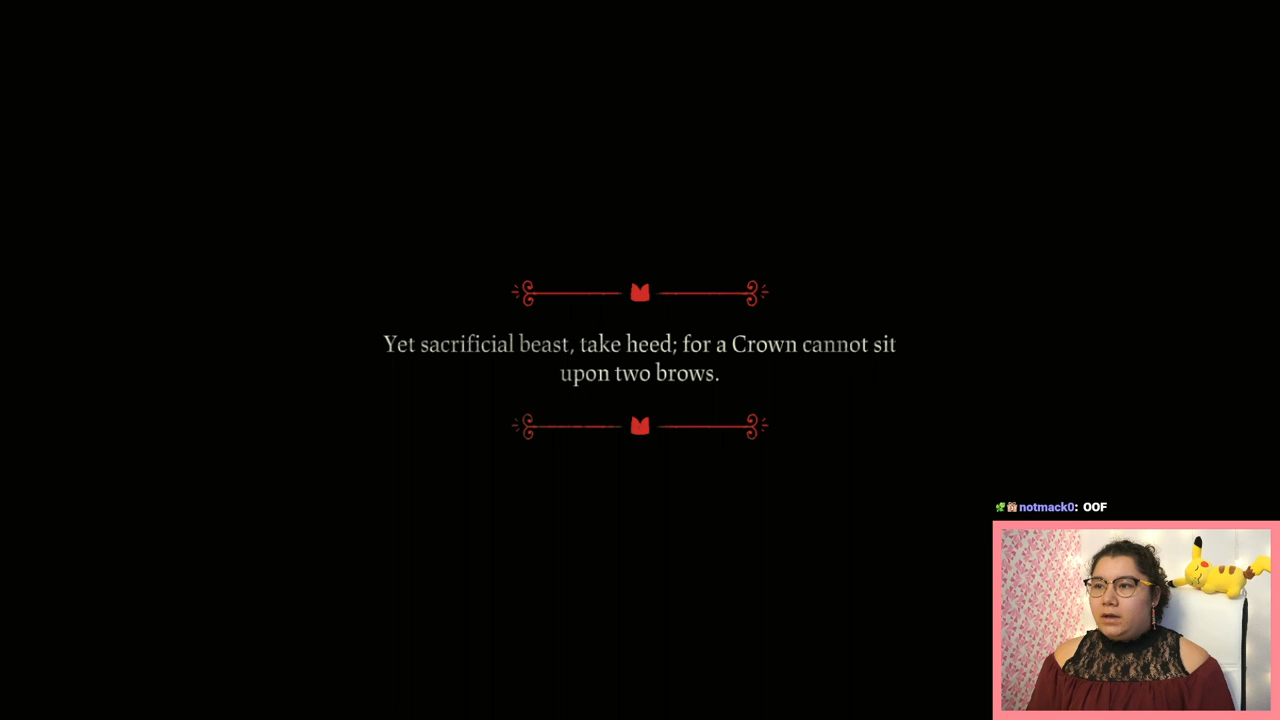 Yet sacrificial beast, take heed; for a Crown cannot sit
upon two brows.
notmack0: OOF